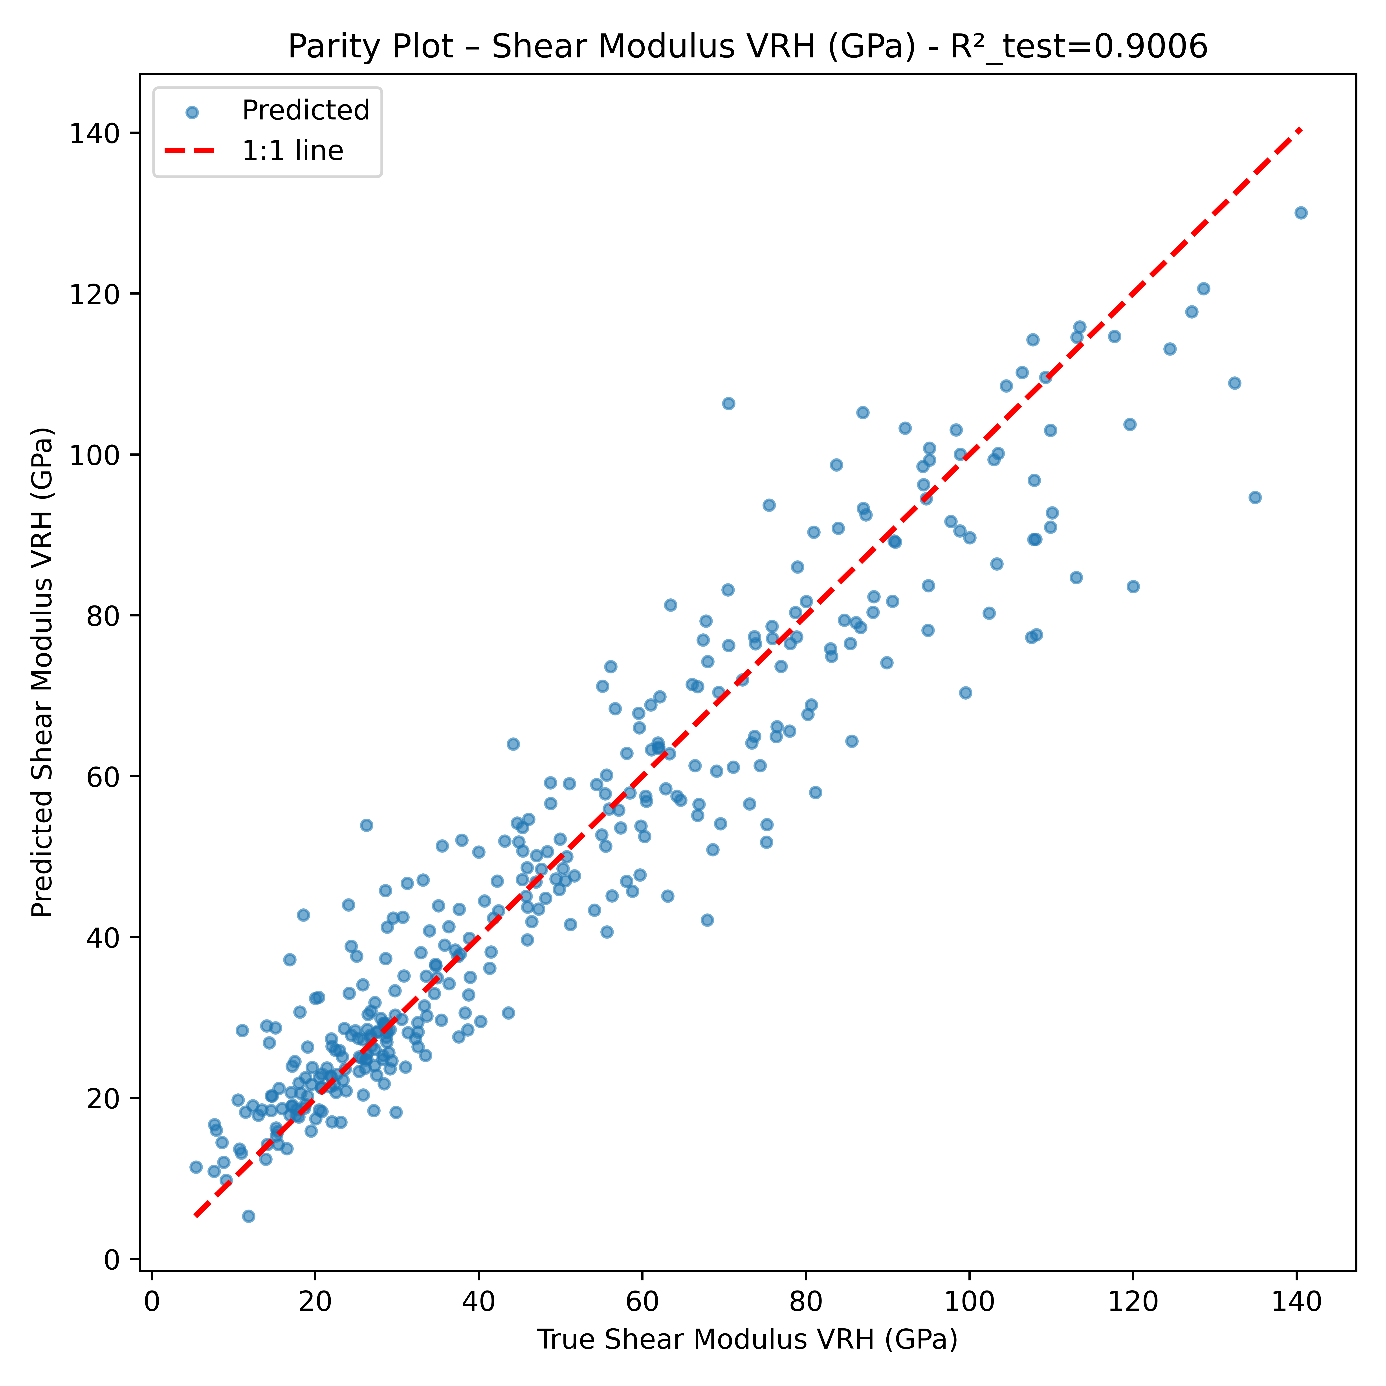 Parity Plot – Shear Modulus VRH (GPa) - R²_test=0.9006
Predicted
1:1 line
Predicted Shear Modulus VRH (GPa)
140
120
100
80
60
40
20
0
0 20 40 60 80 100 120 140
True Shear Modulus VRH (GPa)